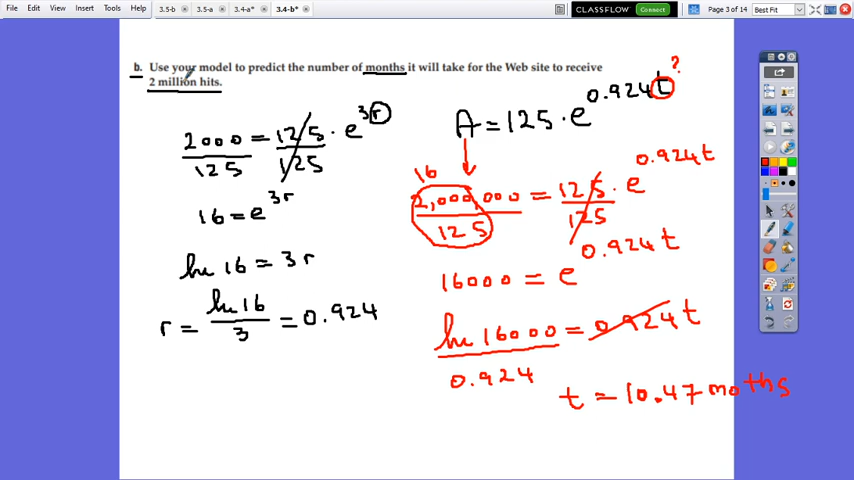 File Edit View Insert Tools Help 3.5-b 3.5-a 3.4-a* 3.4-b* CLASSFLOW Connect Page 3 of 14 Best Fit
b. Use your model to predict the number of months it will take for the Web site to receive
2 million hits.
2000/125 = 125/125 · e^3r
16 = e^3r
ln 16 = 3r
r = ln 16/3 = 0.924
A = 125 · e^0.924t ?
16
2,000,000/125 = 125/125 · e^0.924t
16000 = e^0.924t
ln 16000/0.924 = 0.924t
t = 10.47 moths